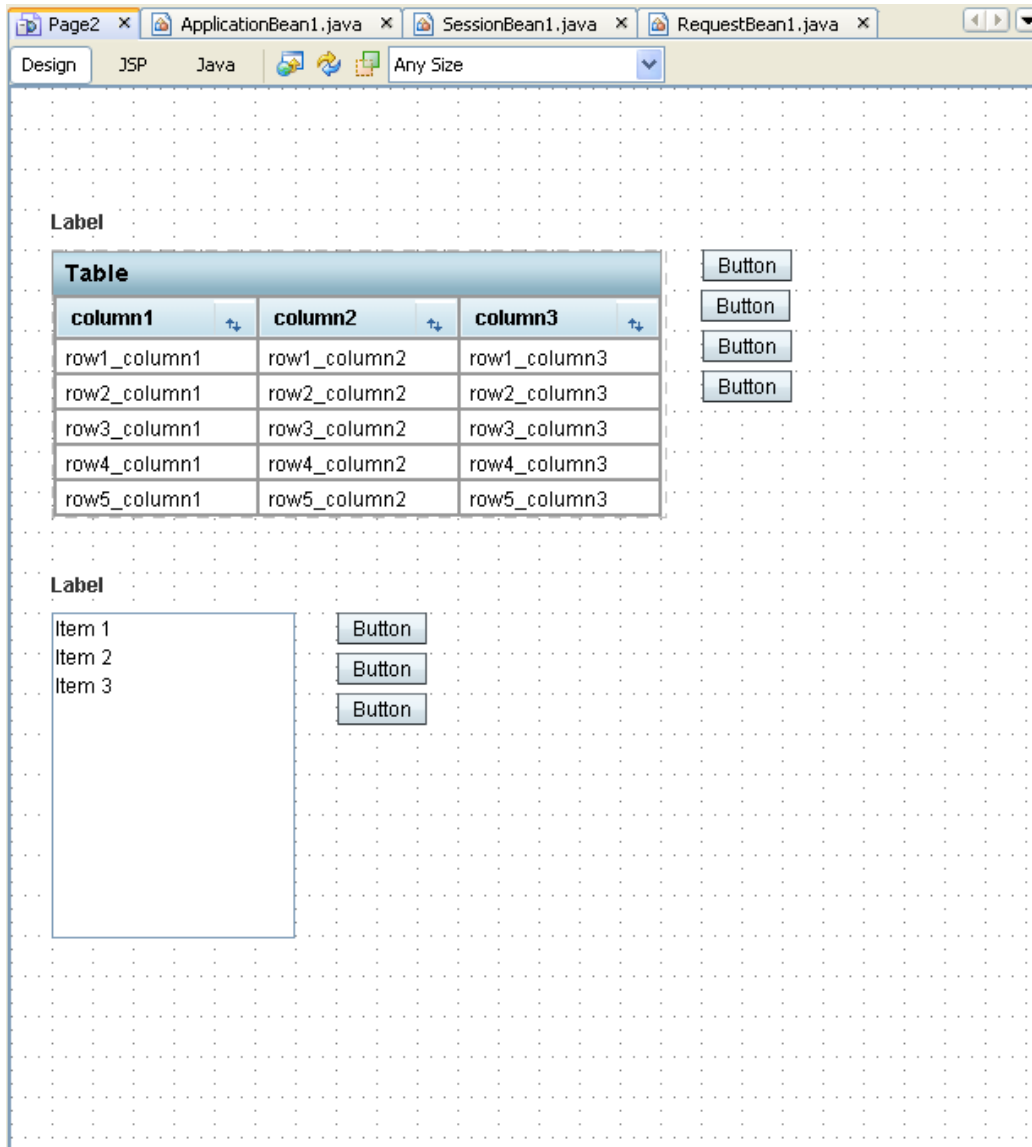 Page2 ApplicationBean1.java SessionBean1.java RequestBean1.java
Design JSP Java Any Size
Label
Table
column1 column2 column3
row1_column1 row1_column2 row1_column3
row2_column1 row2_column2 row2_column3
row3_column1 row3_column2 row3_column3
row4_column1 row4_column2 row4_column3
row5_column1 row5_column2 row5_column3
Button
Button
Button
Button
Label
Item 1
Item 2
Item 3
Button
Button
Button